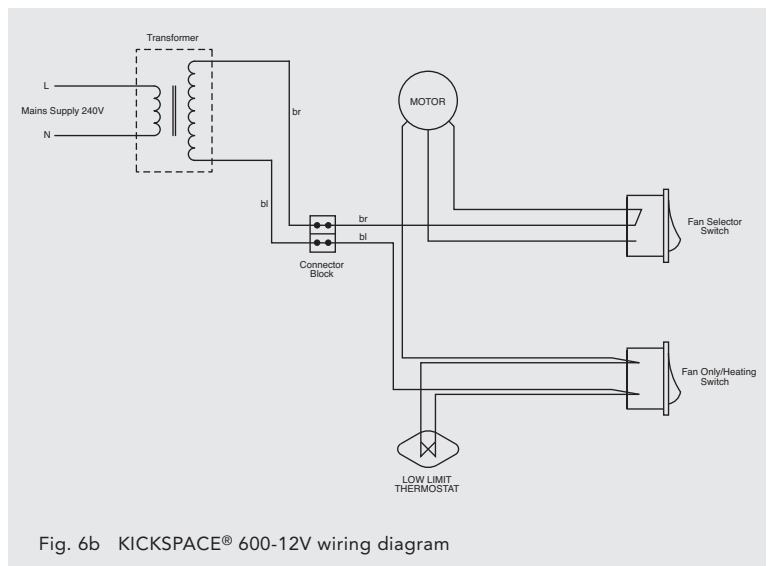 Transformer
L
Mains Supply 240V
N
br
bl
MOTOR
br
bl
Connector
Block
Fan Selector
Switch
Fan Only/Heating
Switch
LOW LIMIT
THERMOSTAT
Fig. 6b KICKSPACE® 600-12V wiring diagram